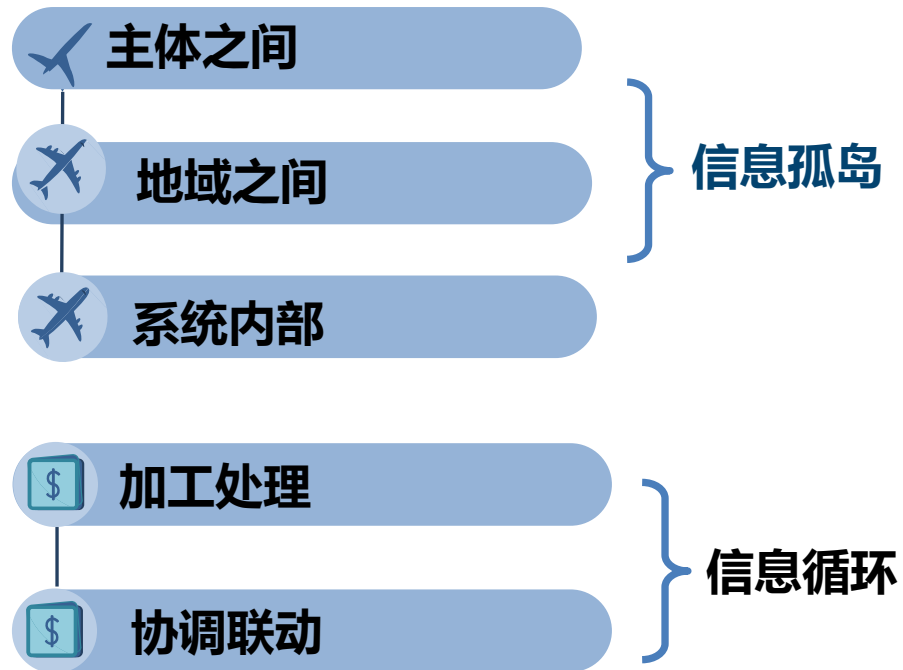 主体之间
地域之间
信息孤岛
系统内部
加工处理
$
信息循环
协调联动
$